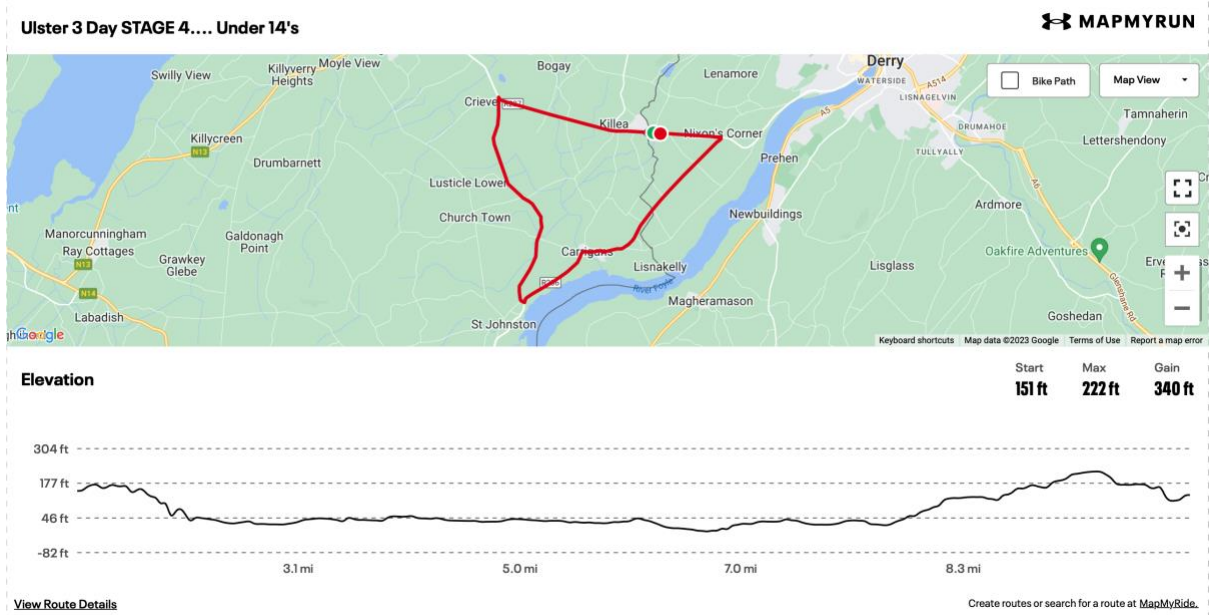 Ulster 3 Day STAGE 4.... Under 14's
MAPMYRUN
Swilly View
Killyverry
Heights
Moyle View
Bogay
Lenamore
Derry
WATERSIDE
A514
LISNAGELVIN
Bike Path
Map View
Tamnaherin
Crieve
Killea
Nixon's Corner
A5
DRUMAHOE
Lettershendony
Killycreen
N13
Drumbarnett
Prehen
TULLYALLY
A6
Lusticle Lower
Church Town
Newbuildings
Ardmore
Manorcunningham
Ray Cottages
N13
Galdonagh
Point
Grawkey
Glebe
Carrigans
Lisnakelly
Lisglass
Oakfire Adventures
N14
River Foyle
Magheramason
Glenshane Rd
Labadish
St Johnston
Goshedan
Google
Keyboard shortcuts Map data ©2023 Google Terms of Use Report a map error
Elevation
Start Max Gain
151 ft 222 ft 340 ft
304 ft
177 ft
46 ft
-82 ft
3.1 mi 5.0 mi 7.0 mi 8.3 mi
View Route Details
Create routes or search for a route at MapMyRide.